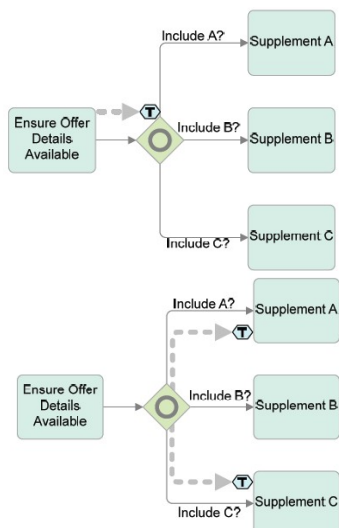 Include A?
Supplement A
T
Ensure Offer
Details
Available
Include B?
Supplement B
Include C?
Supplement C
Include A?
Supplement A
T
Ensure Offer
Details
Available
Include B?
Supplement B
T
Supplement C
Include C?